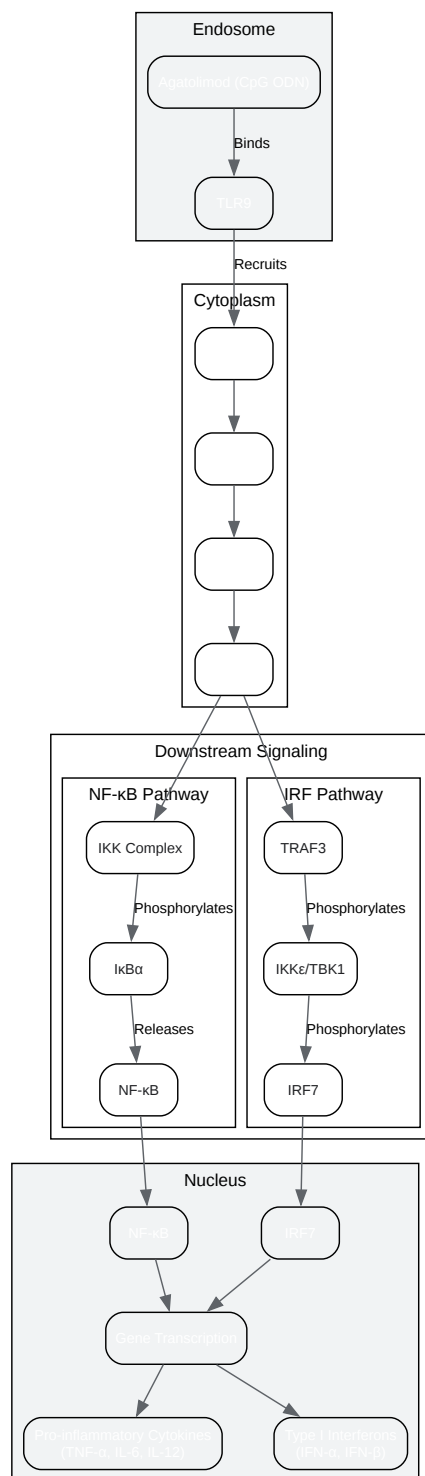 Endosome
Agatolimod (CpG ODN)
Binds
TLR9
Recruits
Cytoplasm
Downstream Signaling
NF-κB Pathway
IRF Pathway
IKK Complex
TRAF3
Phosphorylates
Phosphorylates
IκBα
IKKε/TBK1
Releases
Phosphorylates
NF-κB
IRF7
Nucleus
NF-κB
IRF7
Gene Transcription
Pro-inflammatory Cytokines
(TNF-α, IL-6, IL-12)
Type I Interferons
(IFN-α, IFN-β)